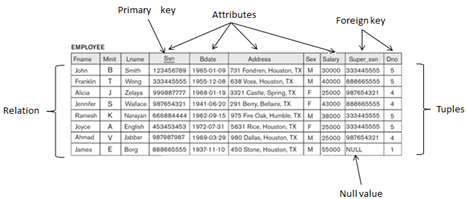 Primary key
Attributes
Foreign key
EMPLOYEE
Fname Minit Lname Ssn Bdate Address Sex Salary Super_ssn Dno
John B Smith 123456789 1965-01-09 731 Fondren, Houston, TX M 30000 333445555 5
Franklin T Wong 333445555 1955-12-08 638 Voss, Houston, TX M 40000 888665555 5
Alicia J Zelaya 999887777 1968-01-19 3321 Castle, Spring, TX F 25000 987654321 4
Jennifer S Wallace 987654321 1941-06-20 291 Berry, Bellaire, TX F 43000 888665555 4
Ramesh K Narayan 666884444 1962-09-15 975 Fire Oak, Humble, TX M 38000 333445555 5
Joyce A English 453453453 1972-07-31 5631 Rice, Houston, TX F 25000 333445555 5
Ahmad V Jabbar 987987987 1969-03-29 980 Dallas, Houston, TX M 25000 987654321 4
James E Borg 888665555 1937-11-10 450 Stone, Houston, TX M 55000 NULL 1
Relation
Tuples
Null value